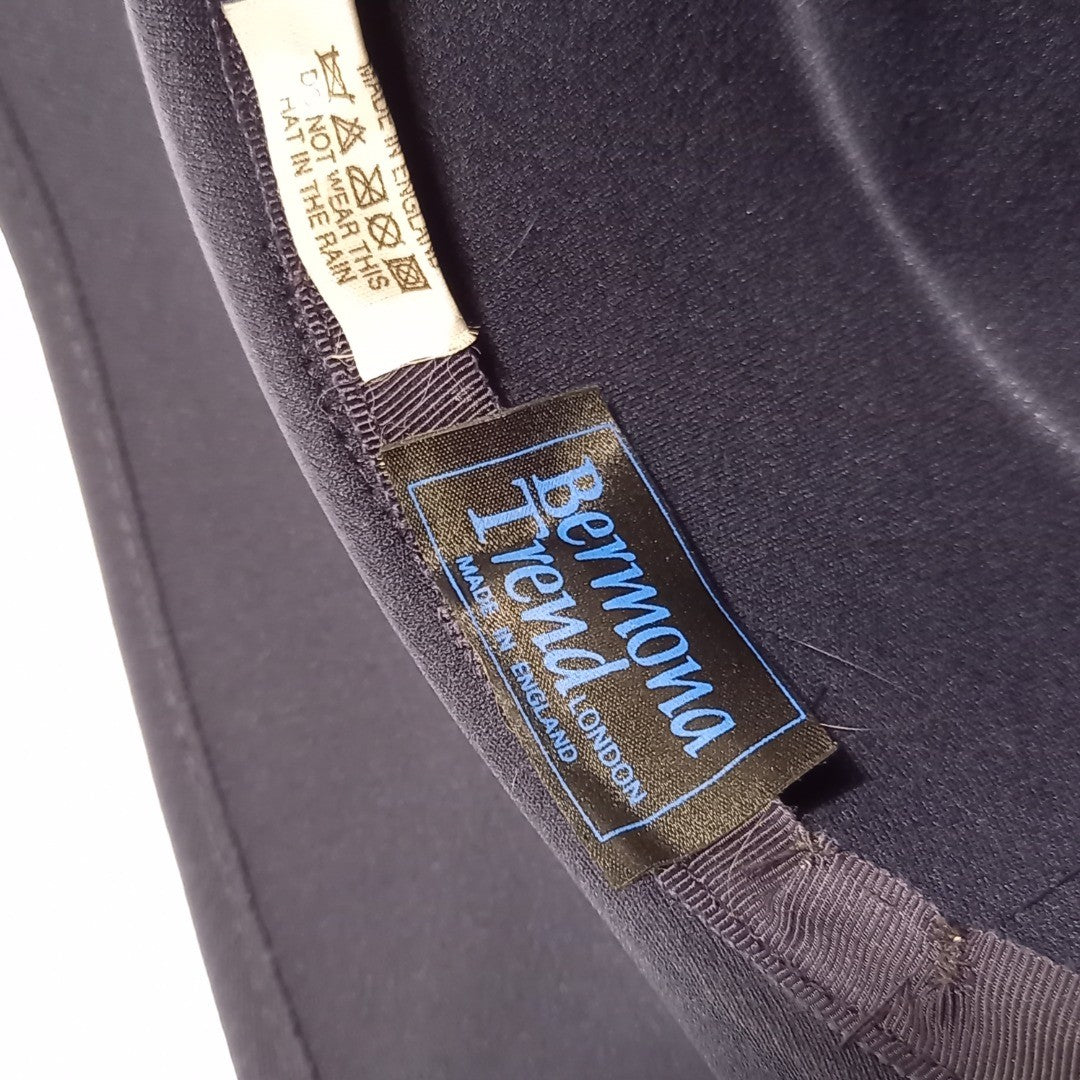 MADE IN ENGLAND
DO NOT WEAR THIS
HAT IN THE RAIN
Bermona
Trend LONDON
MADE IN ENGLAND